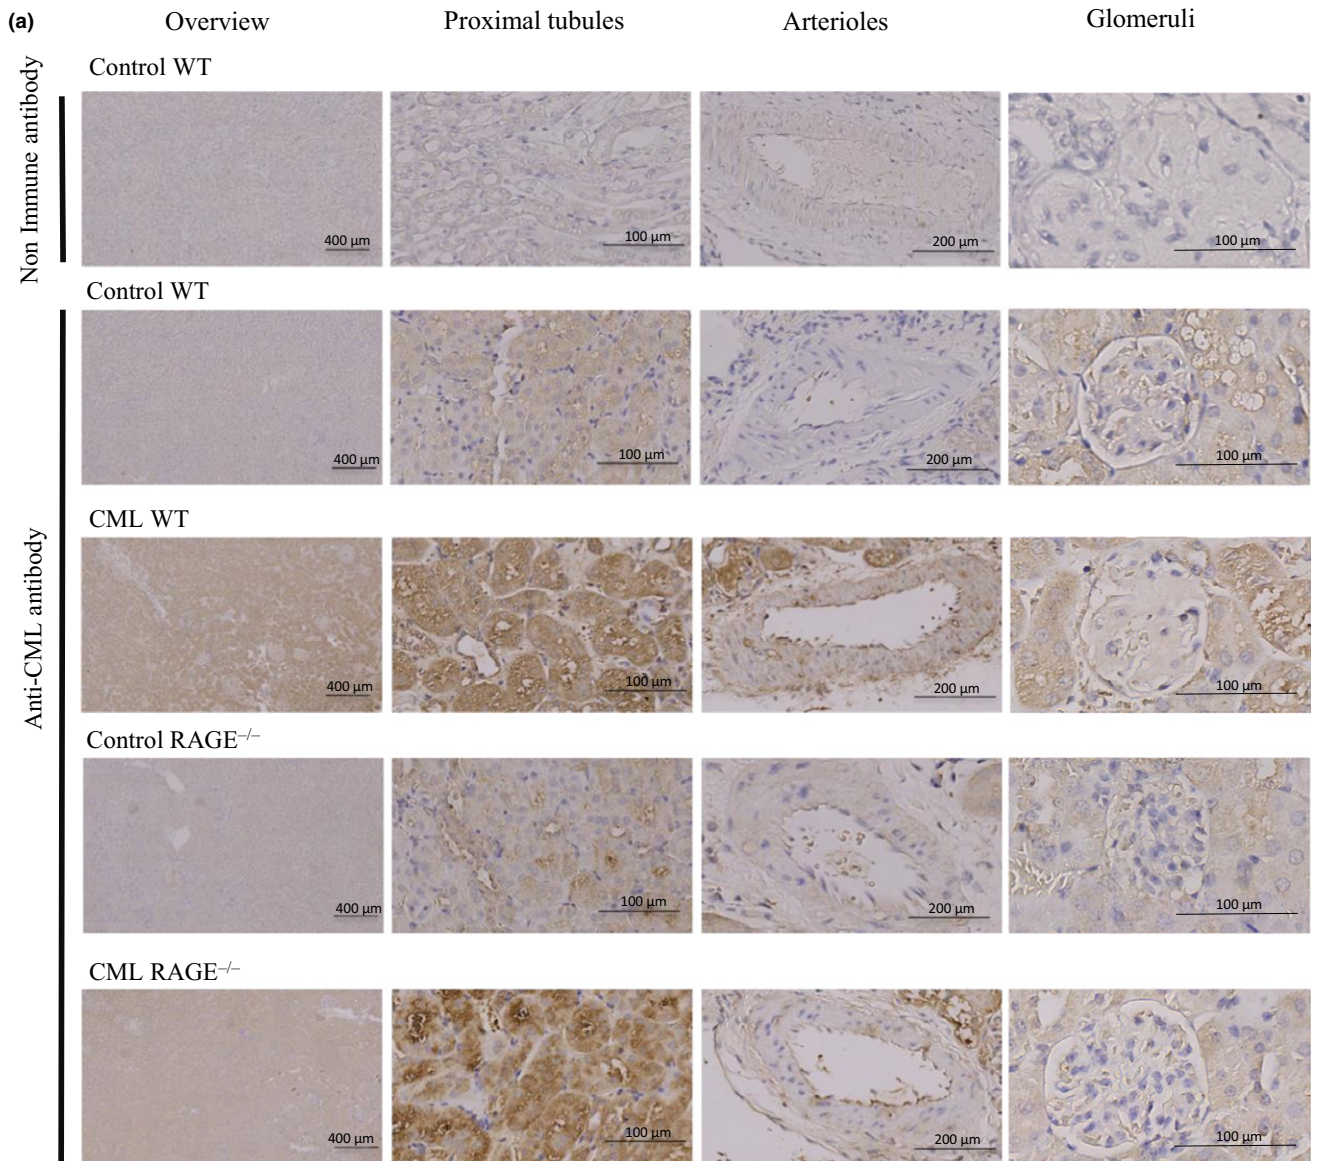 (a)
Overview Proximal tubules Arterioles Glomeruli
Non Immune antibody
Control WT
400 µm 100 µm 200 µm 100 µm
Anti-CML antibody
Control WT
400 µm 100 µm 200 µm 100 µm
CML WT
400 µm 100 µm 200 µm 100 µm
Control RAGE–/–
400 µm 100 µm 200 µm 100 µm
CML RAGE–/–
400 µm 100 µm 200 µm 100 µm